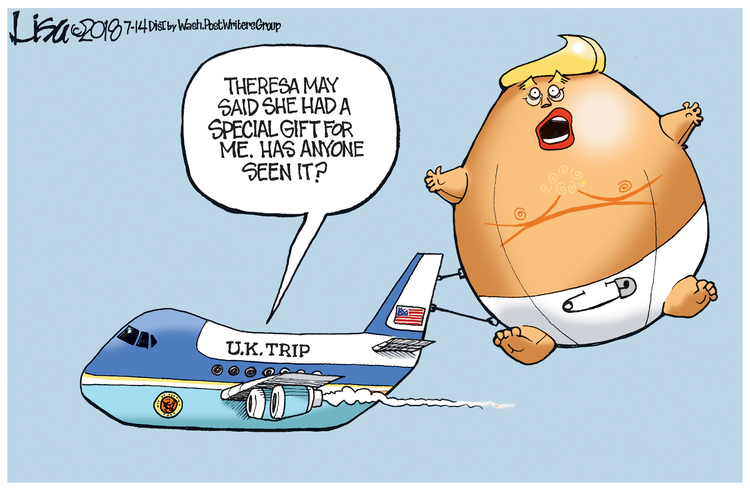 Lisa ©2018 7-14 Dist by Wash.Post Writers Group
THERESA MAY
SAID SHE HAD A
SPECIAL GIFT FOR
ME. HAS ANYONE
SEEN IT?
U.K. TRIP